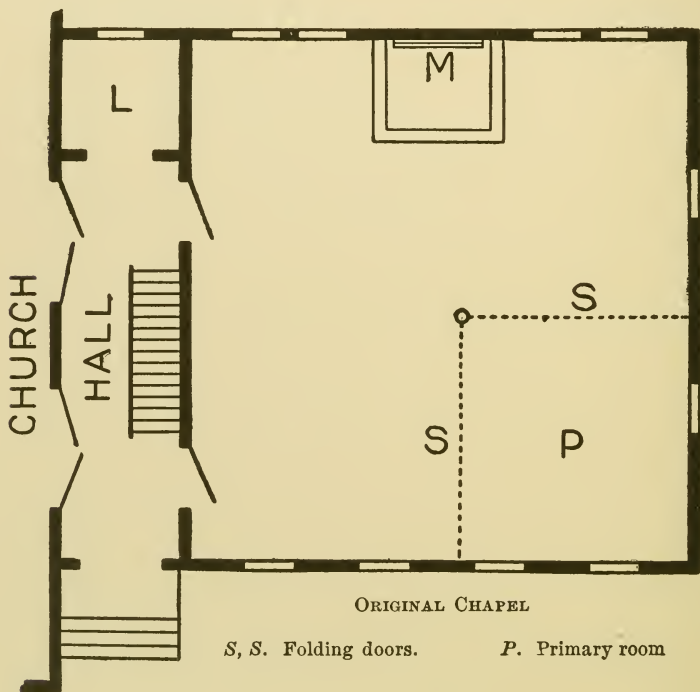 L
M
CHURCH
HALL
S
S
P
ORIGINAL CHAPEL
S, S. Folding doors. P. Primary room